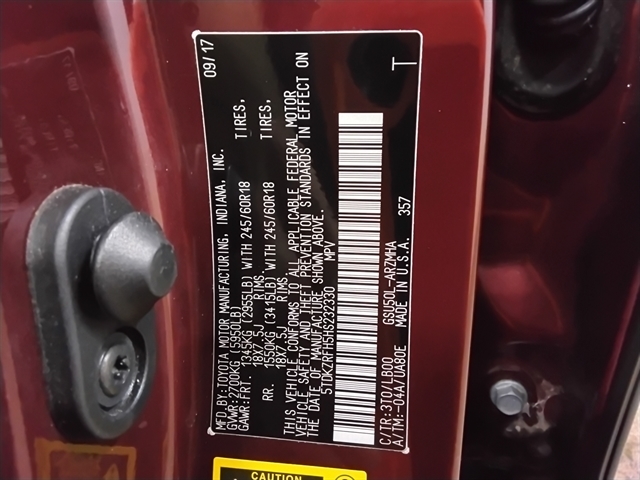 MFD.BY:TOYOTA MOTOR MANUFACTURING, INDIANA, INC. 09/17
GVWR:2700KG(5950LB)
GAWR:FRT. 1345KG(2955LB)WITH 245/60R18 TIRES.
18X7.5J RIMS.
RR. 1550KG(3415LB)WITH 245/60R18 TIRES.
18X7.5J RIMS.
THIS VEHICLE CONFORMS TO ALL APPLICABLE FEDERAL MOTOR
VEHICLE SAFETY AND THEFT PREVENTION STANDARDS IN EFFECT ON
THE DATE OF MANUFACTURE SHOWN ABOVE.
5TDKZRFH5HS232330 MPV
C/TR:3T0/LB00 GSU50L-ARZMHA T
A/TM:-04A/UA80E MADE IN U.S.A. 357
CAUTION